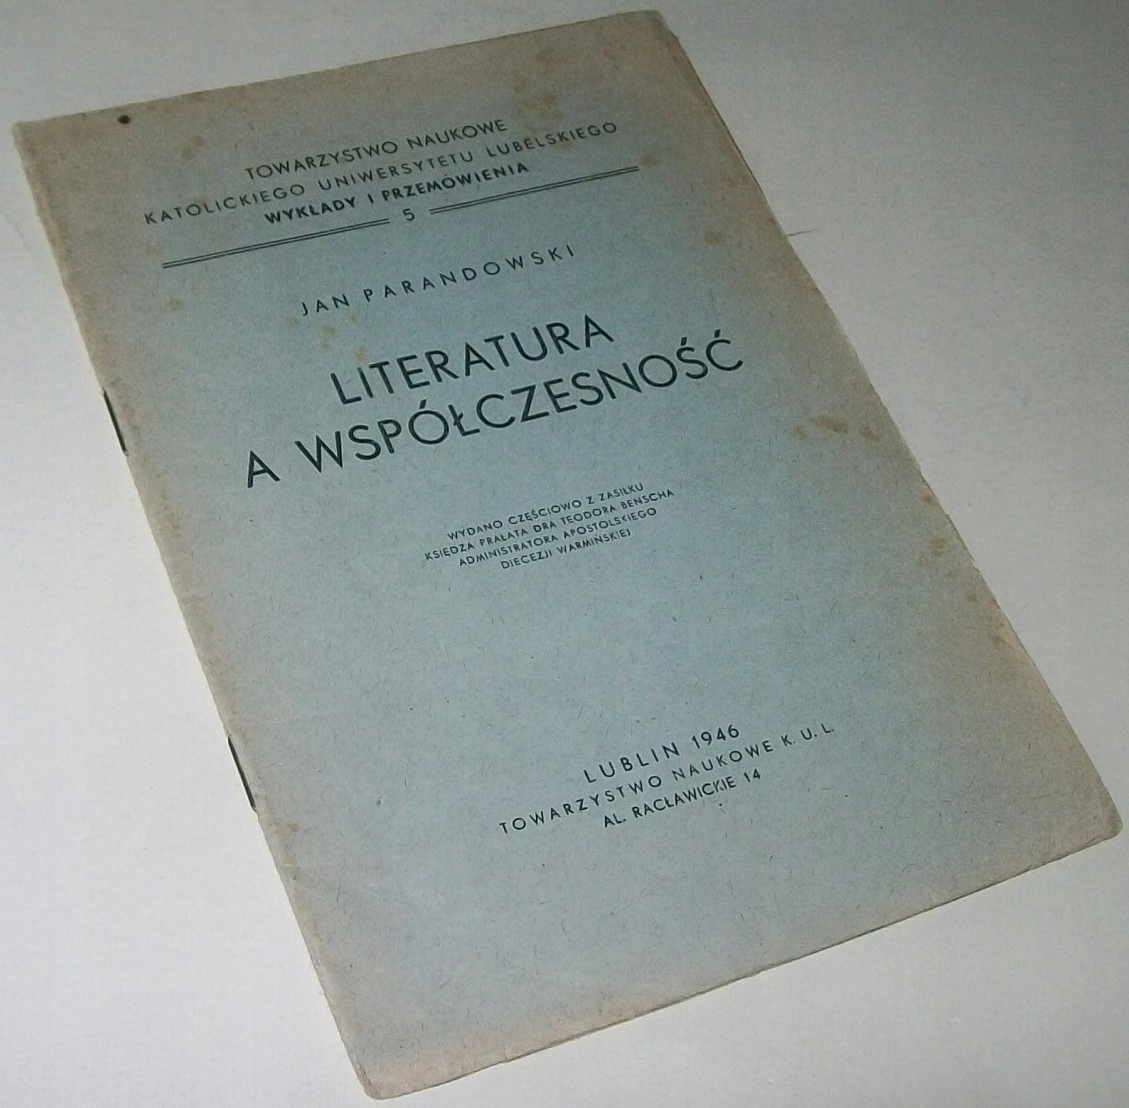 TOWARZYSTWO NAUKOWE
KATOLICKIEGO UNIWERSYTETU LUBELSKIEGO
WYKŁADY I PRZEMÓWIENIA
5
JAN PARANDOWSKI
LITERATURA
A WSPÓŁCZESNOŚĆ
WYDANO CZĘŚCIOWO Z ZASIŁKU
KSIĘDZA PRAŁATA DRA TEODORA BENSCHA
ADMINISTRATORA APOSTOLSKIEGO
DIECEZJI WARMIŃSKIEJ
LUBLIN 1946
TOWARZYSTWO NAUKOWE K. U. L.
AL. RACŁAWICKIE 14